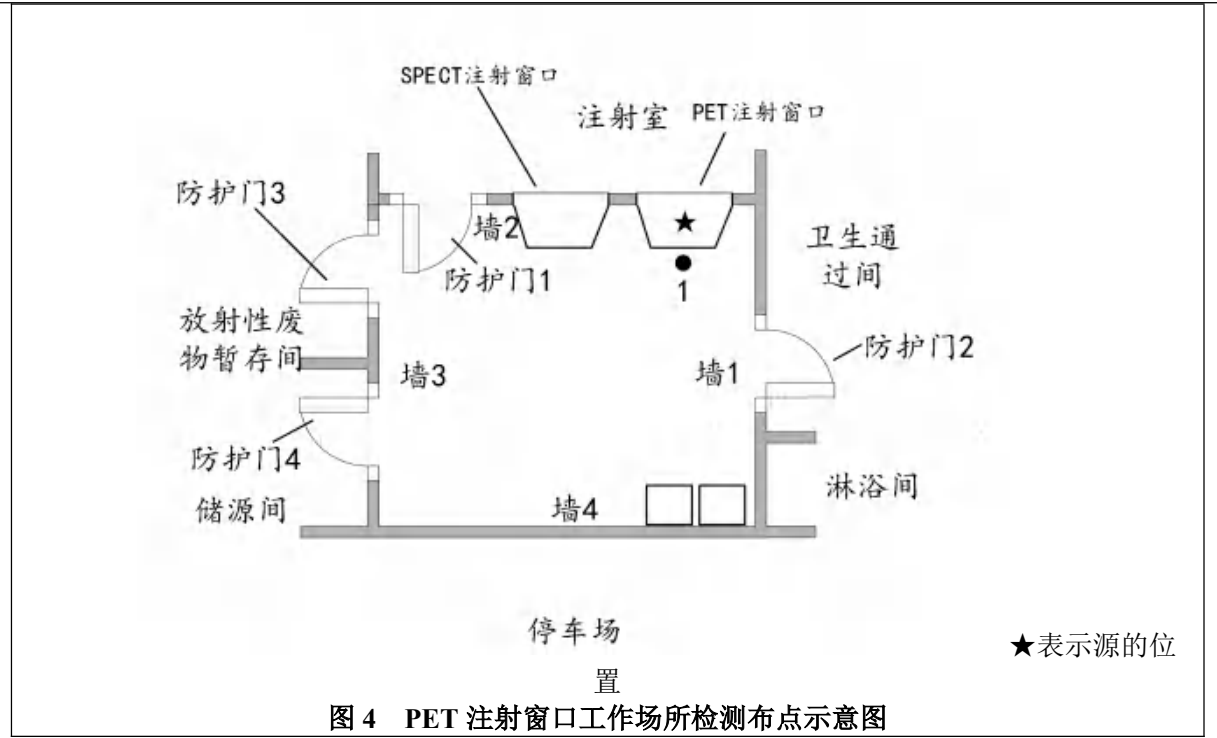 SPECT注射窗口
注射室
PET注射窗口
防护门3
墙2
防护门1
卫生通
过间
1
放射性废
物暂存间
墙3
墙1
防护门2
防护门4
储源间
墙4
淋浴间
停车场
★表示源的位
置
图 4 PET 注射窗口工作场所检测布点示意图